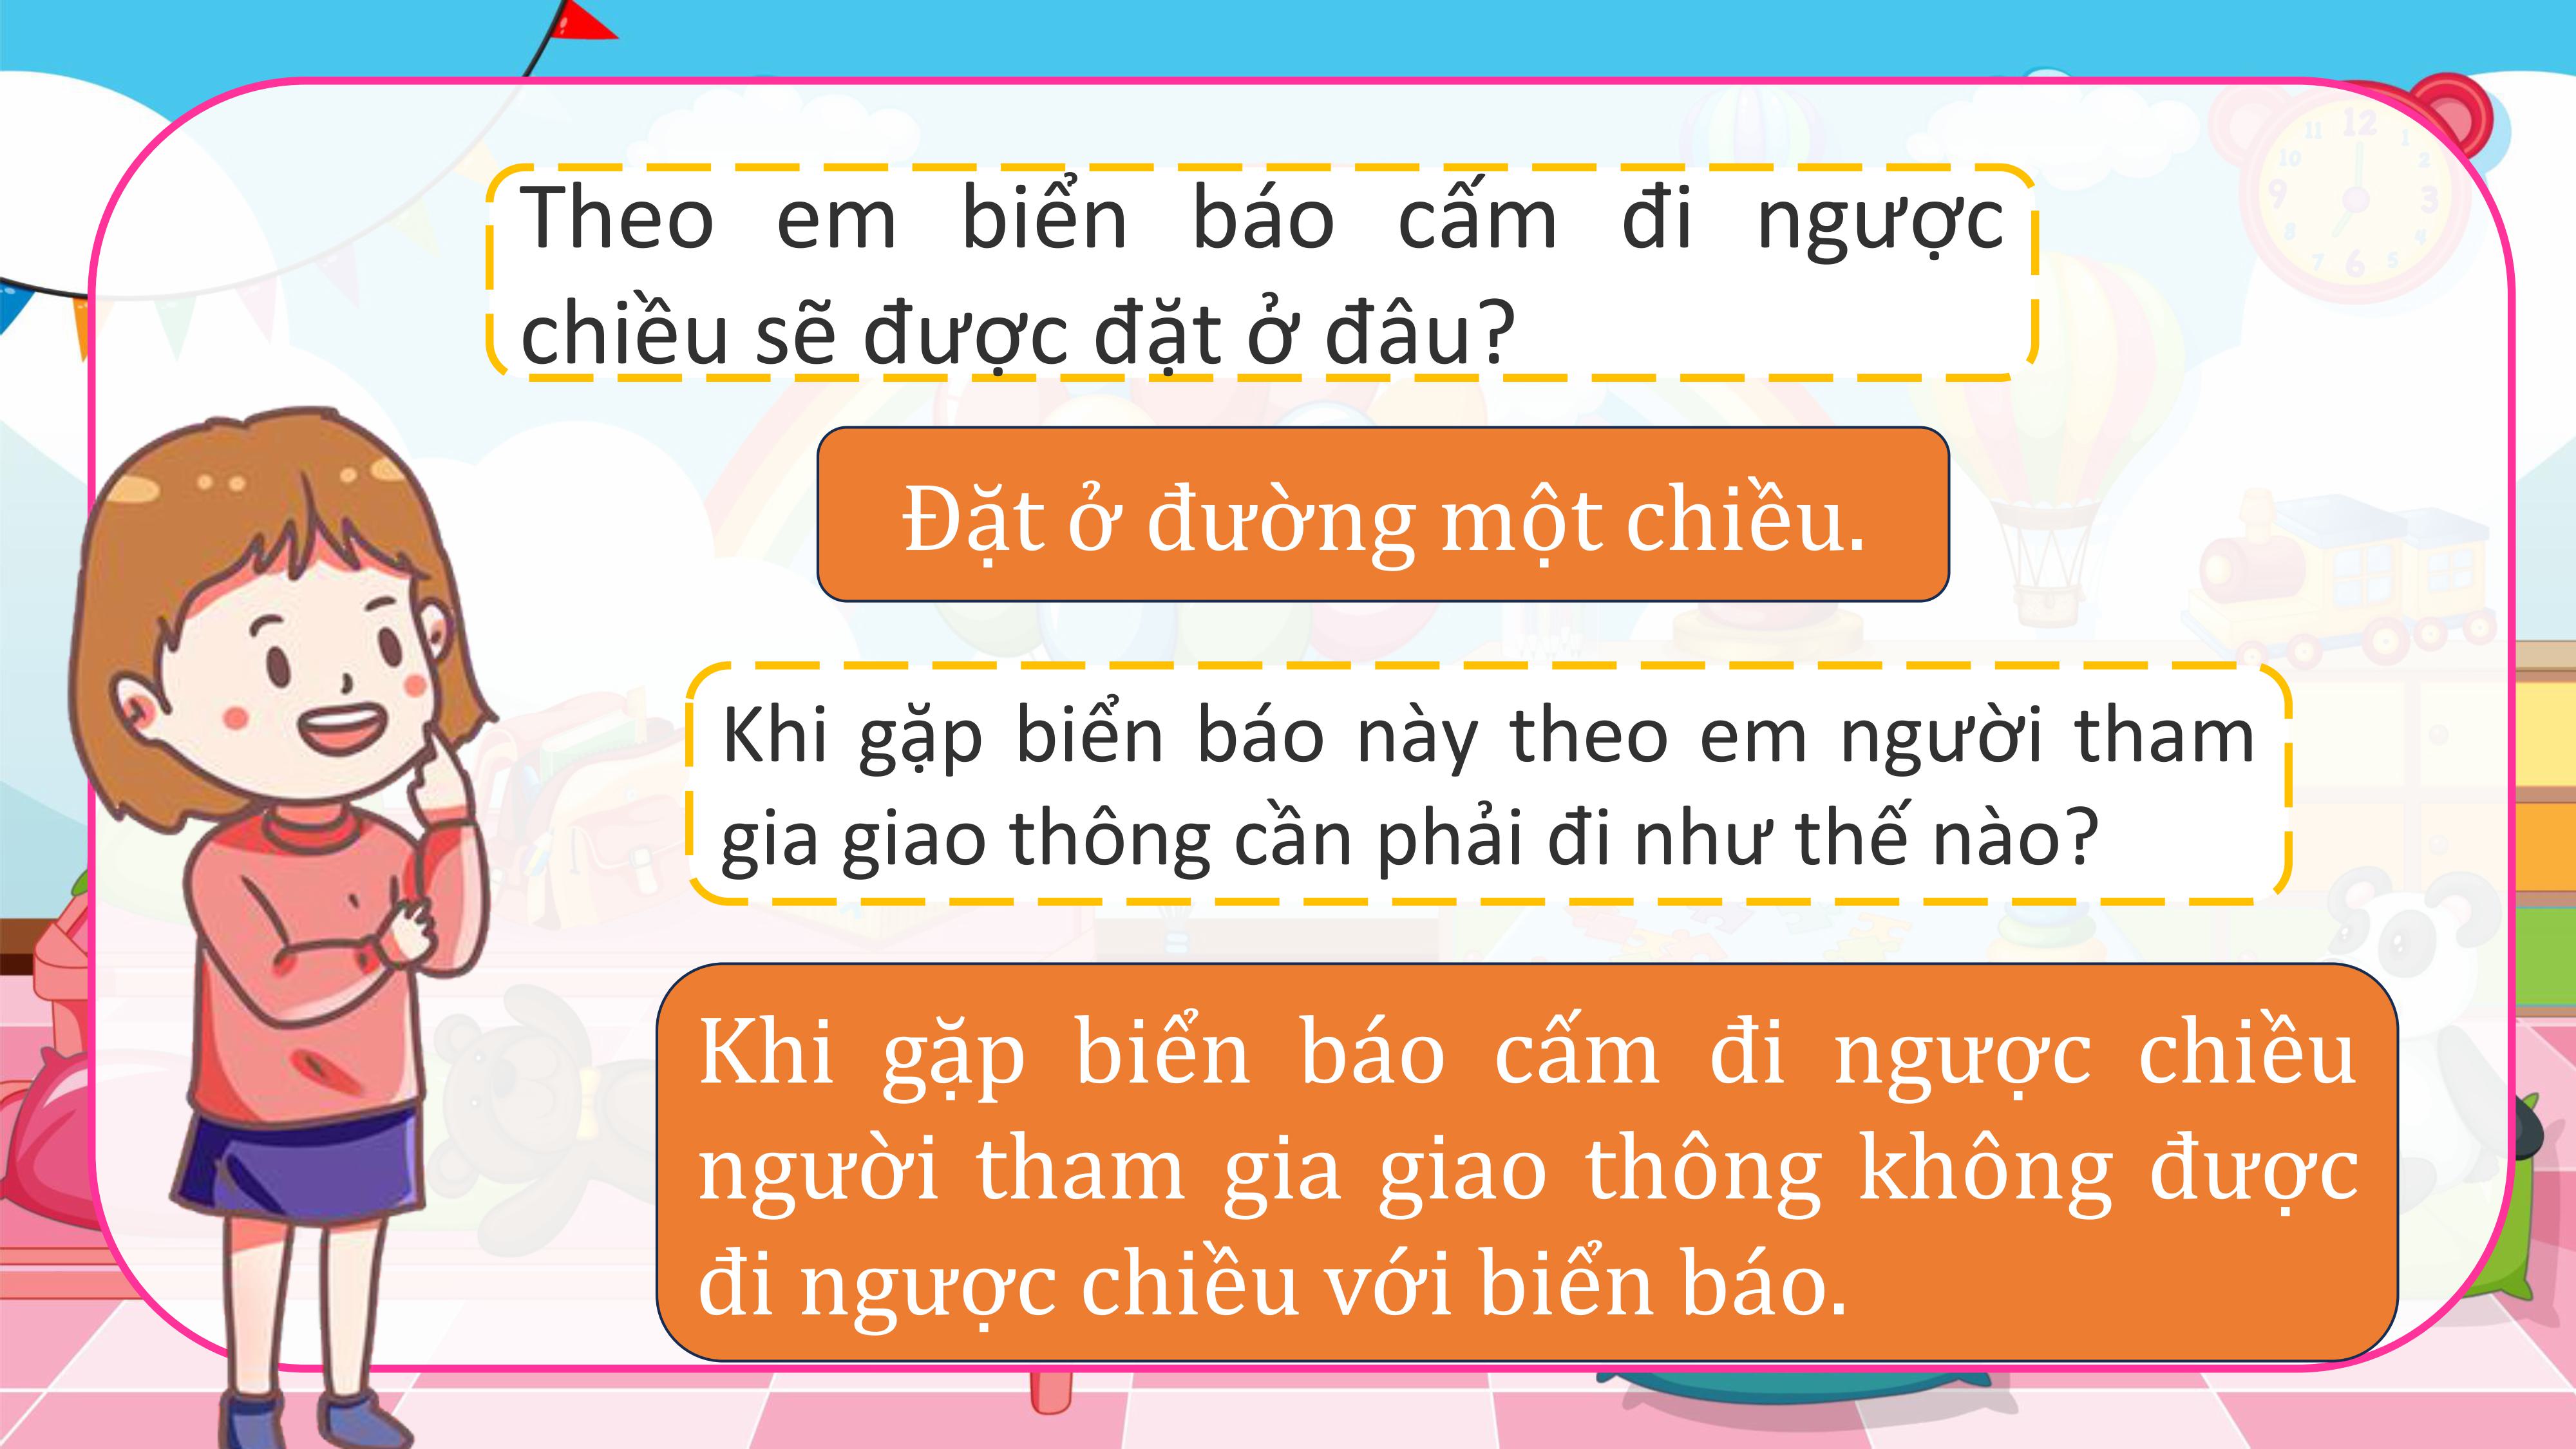 Theo em biển báo cấm đi ngược
chiều sẽ được đặt ở đâu?
Đặt ở đường một chiều.
Khi gặp biển báo này theo em người tham
gia giao thông cần phải đi như thế nào?
Khi gặp biển báo cấm đi ngược chiều
người tham gia giao thông không được
đi ngược chiều với biển báo.